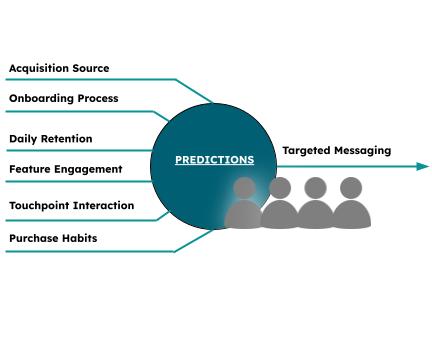 Acquisition Source
Onboarding Process
Daily Retention
Feature Engagement
Touchpoint Interaction
Purchase Habits
PREDICTIONS
Targeted Messaging